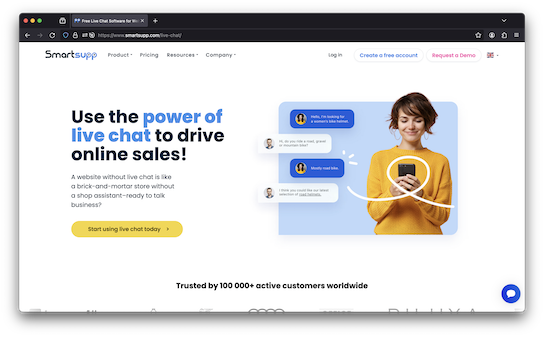 Free Live Chat Software for We
https://www.smartsupp.com/live-chat/
Smartsupp
Product
Pricing
Resources
Company
Log in
Create a free account
Request a Demo
Use the power of
live chat to drive
online sales!
A website without live chat is like
a brick-and-mortar store without
a shop assistant–ready to talk
business?
Start using live chat today
Hello, I'm looking for
a woman's bike helmet
Hi, do you ride a road, gravel
or mountain bike?
Mostly road bike.
I think you could like our latest
selection of road helmets.
Trusted by 100 000+ active customers worldwide